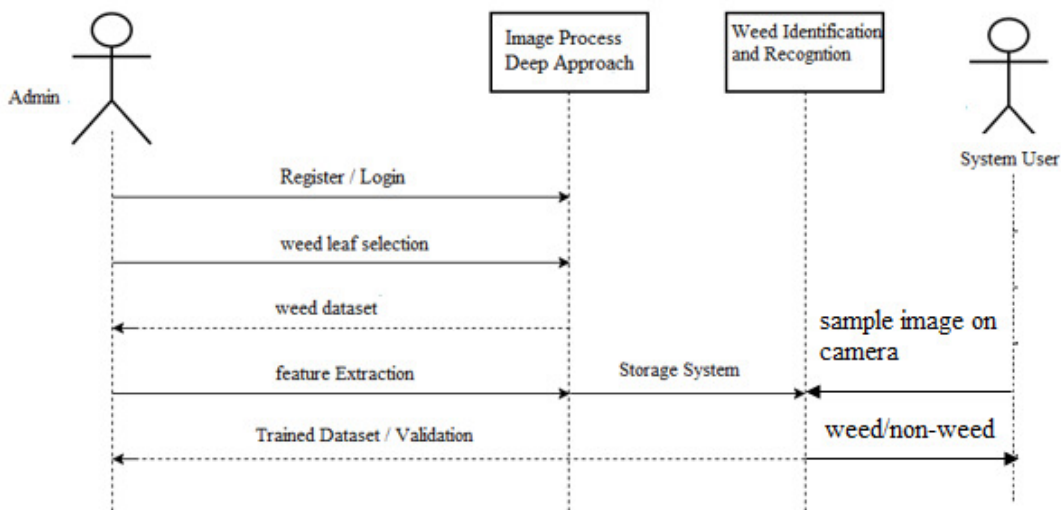 Image Process
Deep Approach
Weed Identification
and Recogntion
Admin
System User
Register / Login
weed leaf selection
weed dataset
sample image on
camera
feature Extraction
Storage System
Trained Dataset / Validation
weed/non-weed